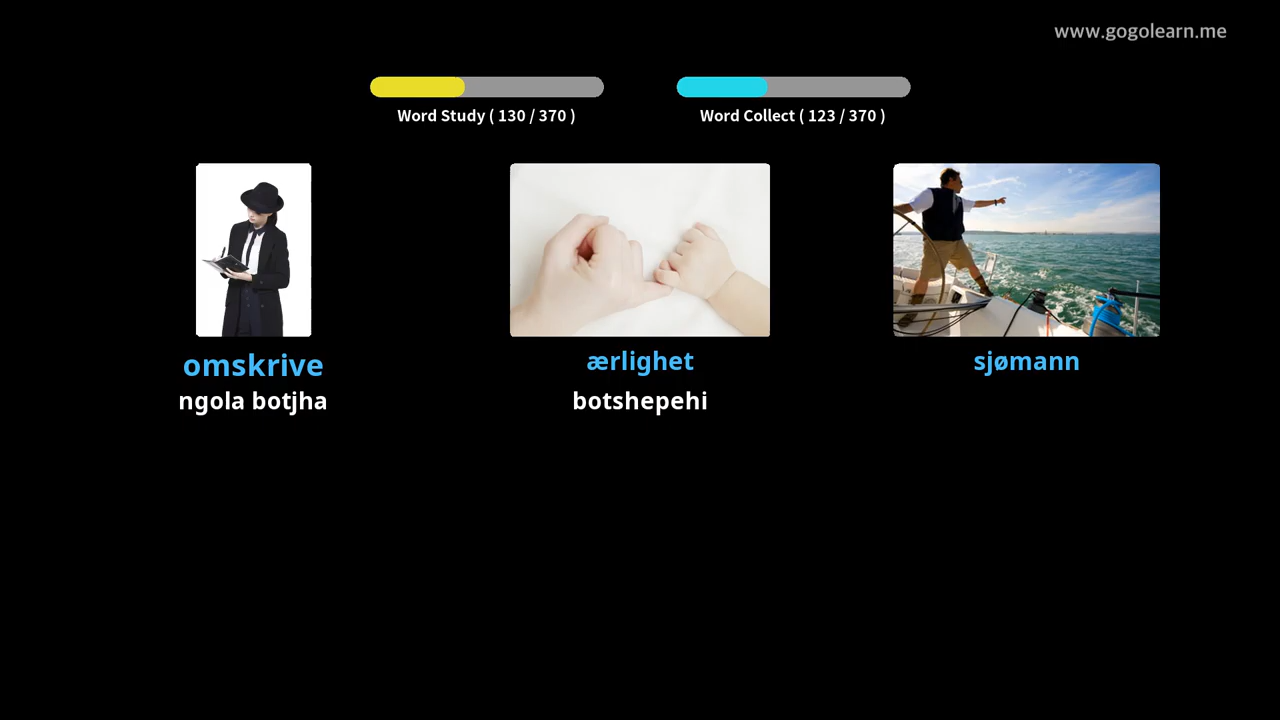 www.gogolearn.me
Word Study ( 130 / 370 )
Word Collect ( 123 / 370 )
omskrive
ærlighet
sjømann
ngola botjha
botshepehi